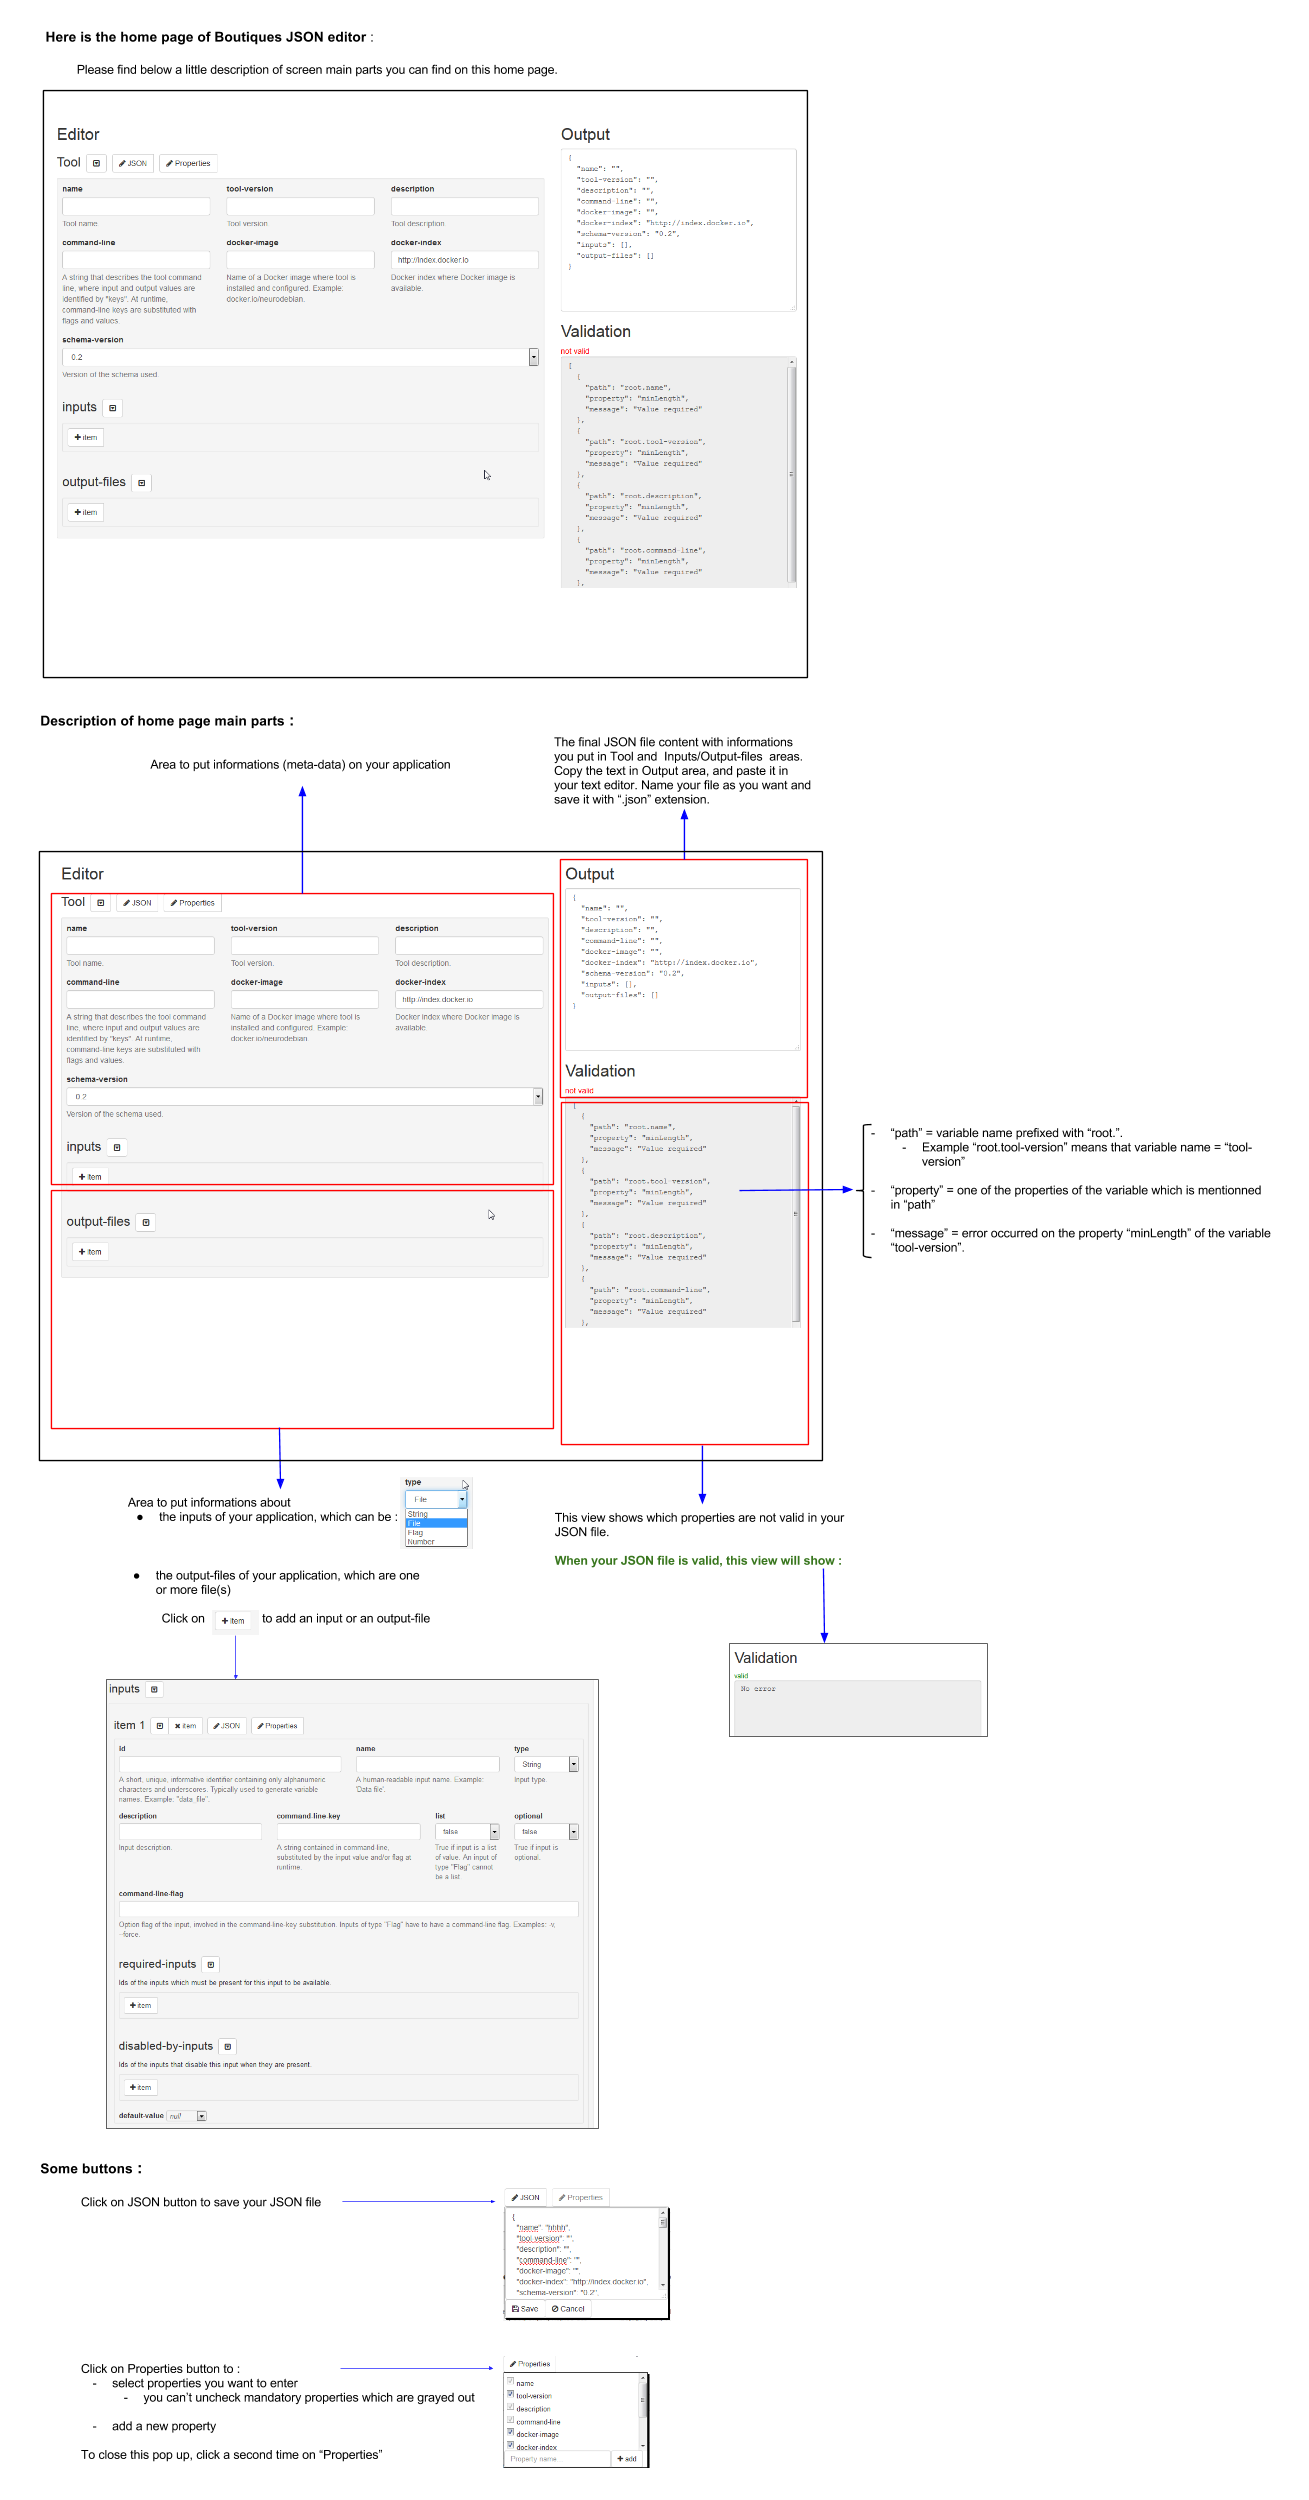 Here is the home page of Boutiques JSON editor :
Please find below a little description of screen main parts you can find on this home page.
Editor
Tool JSON Properties
name tool-version description
Tool name. Tool version. Tool description.
command-line docker-image docker-index
http://index.docker.io
A string that describes the tool command Name of a Docker image where tool is Docker index where Docker image is
line, where input and output values are installed and configured. Example: available.
identified by "keys". At runtime, docker.io/neurodebian.
command-line keys are substituted with
flags and values.
schema-version
0.2
Version of the schema used.
inputs
item
output-files
item
Output
{
"name": "",
"tool-version": "",
"description": "",
"command-line": "",
"docker-image": "",
"docker-index": "http://index.docker.io",
"schema-version": "0.2",
"inputs": [],
"output-files": []
}
Validation
not valid
[
{
"path": "root.name",
"property": "minLength",
"message": "Value required"
},
{
"path": "root.tool-version",
"property": "minLength",
"message": "Value required"
},
{
"path": "root.description",
"property": "minLength",
"message": "Value required"
},
{
"path": "root.command-line",
"property": "minLength",
"message": "Value required"
},
Description of home page main parts :
Area to put informations (meta-data) on your application
The final JSON file content with informations
you put in Tool and Inputs/Output-files areas.
Copy the text in Output area, and paste it in
your text editor. Name your file as you want and
save it with “.json” extension.
Editor
Tool JSON Properties
name tool-version description
Tool name. Tool version. Tool description.
command-line docker-image docker-index
http://index.docker.io
A string that describes the tool command Name of a Docker image where tool is Docker index where Docker image is
line, where input and output values are installed and configured. Example: available.
identified by "keys". At runtime, docker.io/neurodebian.
command-line keys are substituted with
flags and values.
schema-version
0.2
Version of the schema used.
inputs
item
output-files
item
Output
{
"name": "",
"tool-version": "",
"description": "",
"command-line": "",
"docker-image": "",
"docker-index": "http://index.docker.io",
"schema-version": "0.2",
"inputs": [],
"output-files": []
}
Validation
not valid
[
{
"path": "root.name",
"property": "minLength",
"message": "Value required"
},
{
"path": "root.tool-version",
"property": "minLength",
"message": "Value required"
},
{
"path": "root.description",
"property": "minLength",
"message": "Value required"
},
{
"path": "root.command-line",
"property": "minLength",
"message": "Value required"
},
- “path” = variable name prefixed with “root.”.
- Example “root.tool-version” means that variable name = “tool-
version”
- “property” = one of the properties of the variable which is mentionned
in “path”
- “message” = error occurred on the property “minLength” of the variable
“tool-version”.
Area to put informations about
● the inputs of your application, which can be :
type
File
String
File
Flag
Number
● the output-files of your application, which are one
or more file(s)
Click on item to add an input or an output-file
This view shows which properties are not valid in your
JSON file.
When your JSON file is valid, this view will show :
Validation
valid
No error
inputs
item 1 item JSON Properties
id name type
String
A short, unique, informative identifier containing only alphanumeric A human-readable input name. Example: Input type.
characters and underscores. Typically used to generate variable 'Data file'.
names. Example: "data_file".
description command-line-key list optional
false false
Input description. A string contained in command-line, True if input is a list True if input is
substituted by the input value and/or flag at of value. An input of optional.
runtime. type "Flag" cannot
be a list
command-line-flag
Option flag of the input, involved in the command-line-key substitution. Inputs of type "Flag" have to have a command-line flag. Examples: -v,
--force.
required-inputs
Ids of the inputs which must be present for this input to be available.
item
disabled-by-inputs
Ids of the inputs that disable this input when they are present.
item
default-value null
Some buttons :
Click on JSON button to save your JSON file
JSON Properties
{
"name": "hhhh",
"tool-version": "",
"description": "",
"command-line": "",
"docker-image": "",
"docker-index": "http://index.docker.io",
"schema-version": "0.2",
Save Cancel
Click on Properties button to :
- select properties you want to enter
- you can’t uncheck mandatory properties which are grayed out
- add a new property
To close this pop up, click a second time on “Properties”
Properties
name
tool-version
description
command-line
docker-image
docker-index
Property name... add